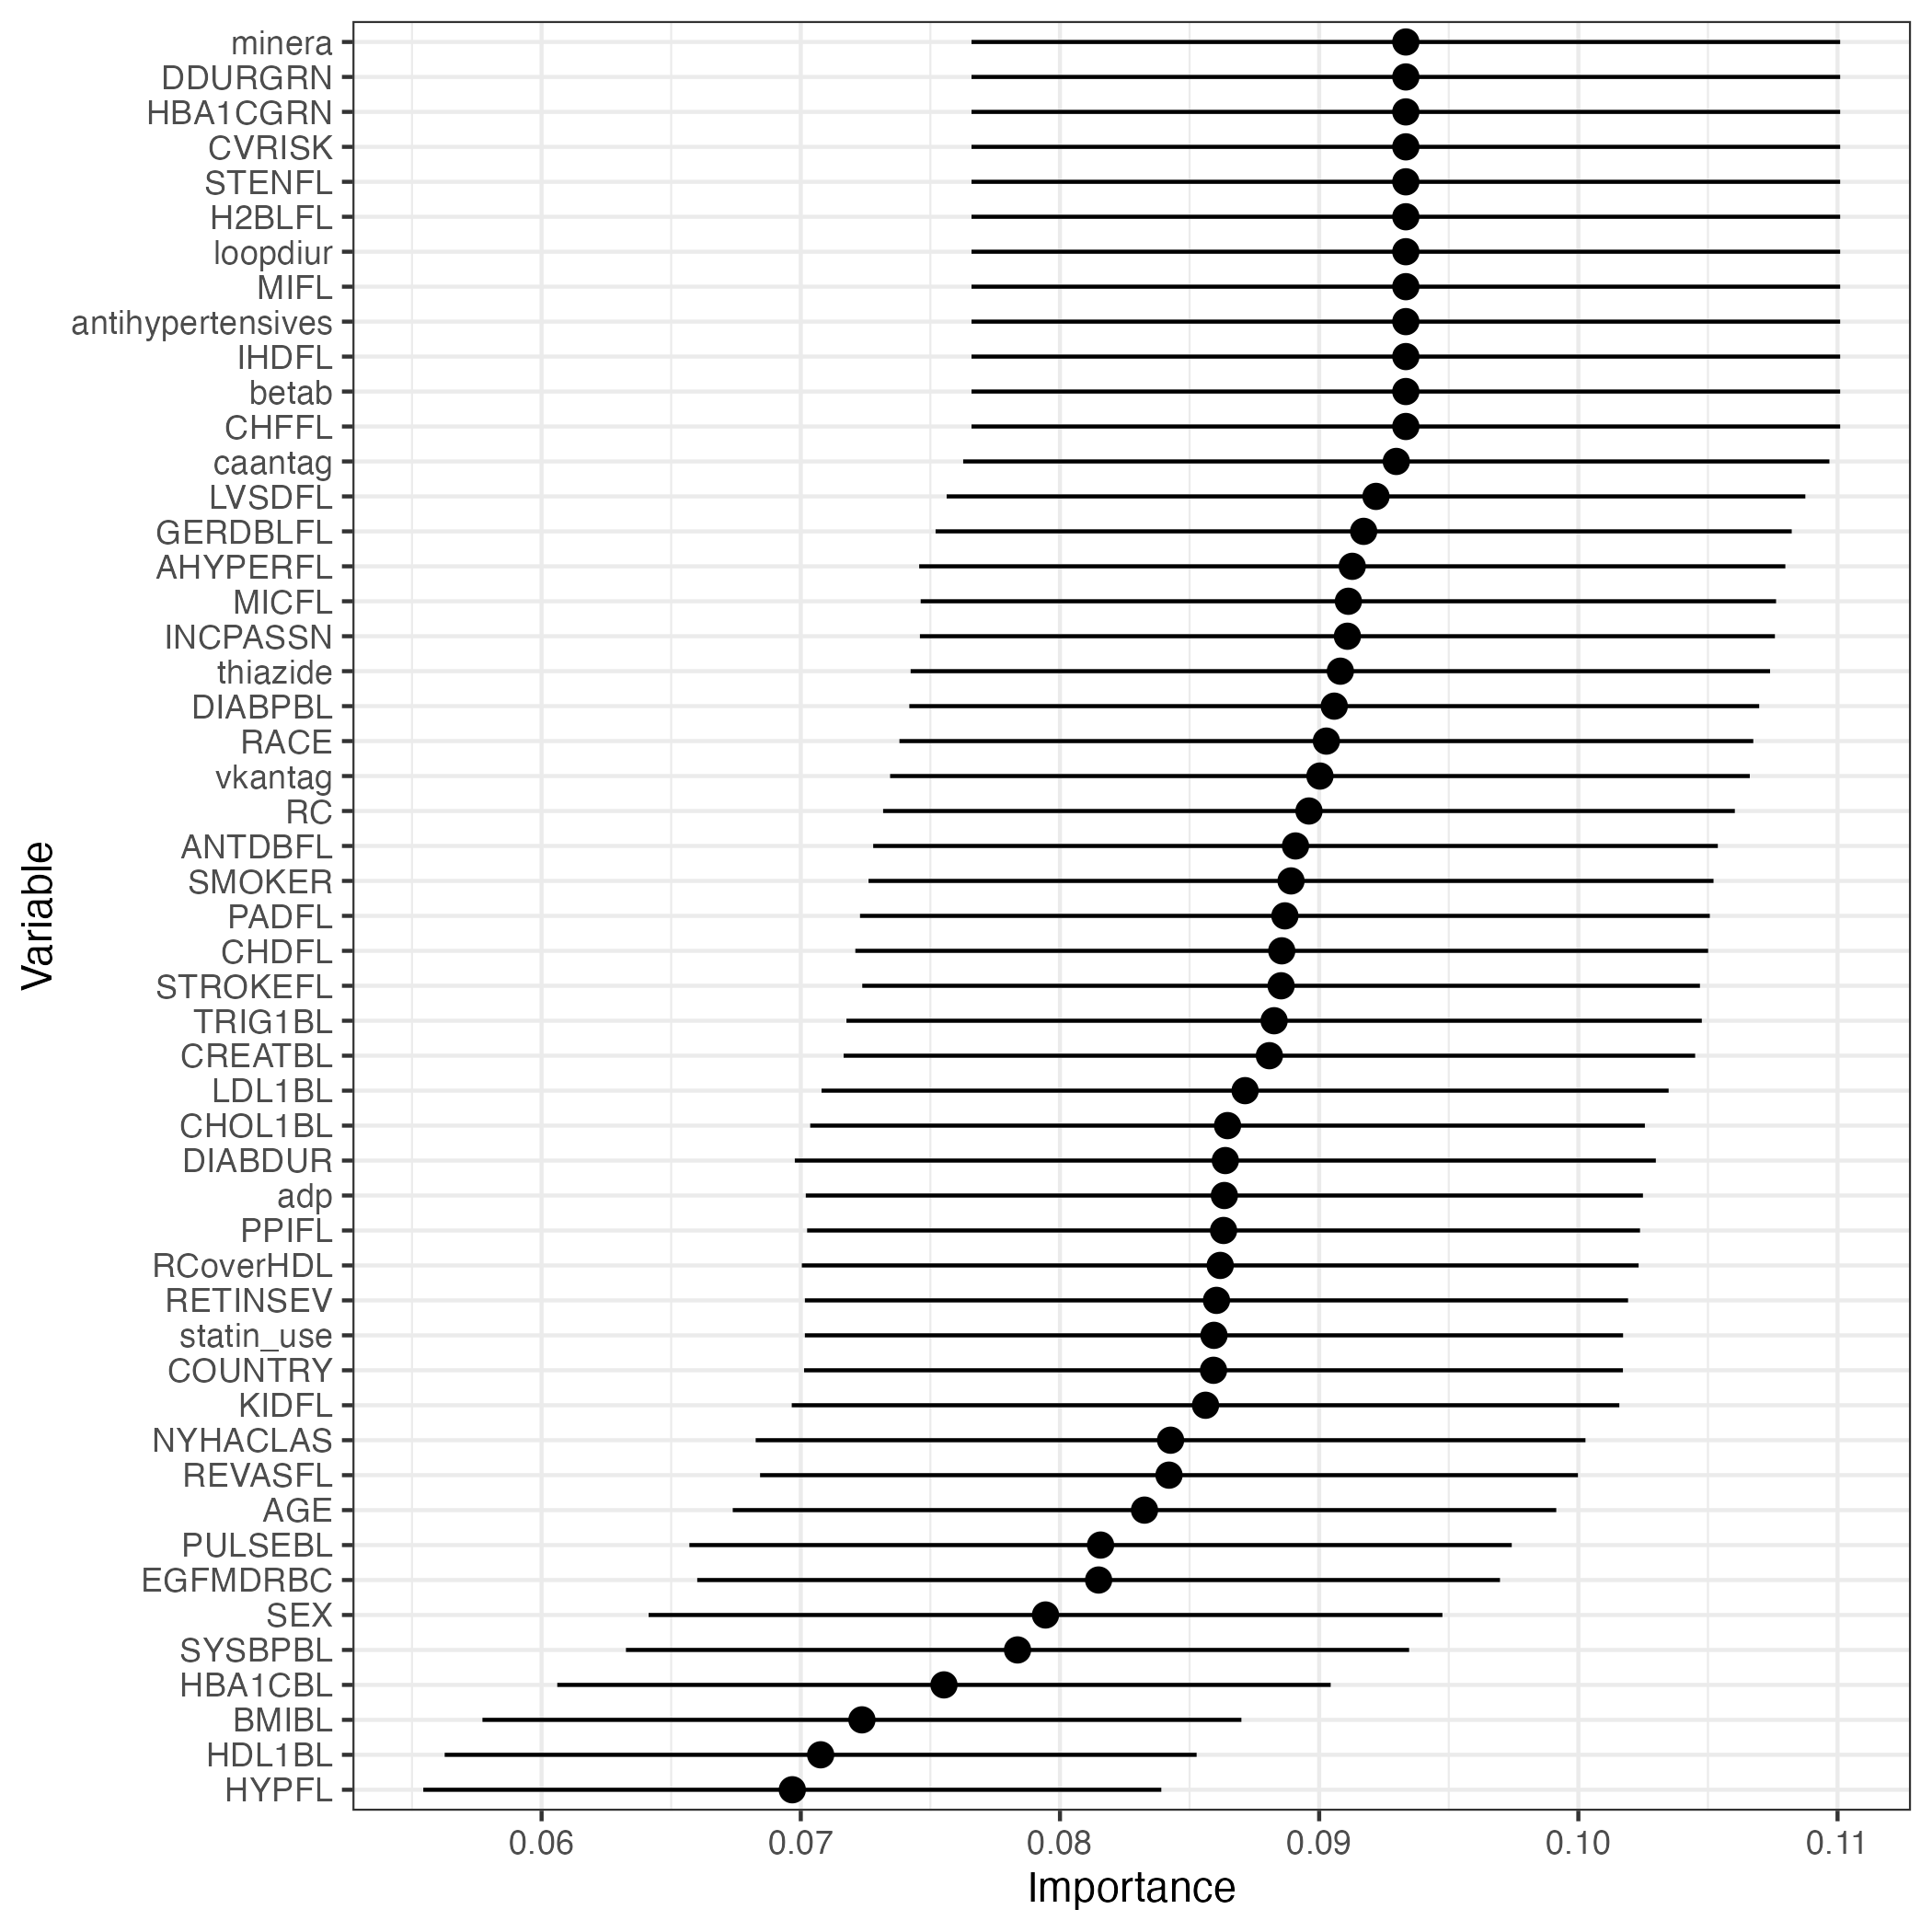 minera
DDURGRN
HBA1CGRN
CVRISK
STENFL
H2BLFL
loopdiur
MIFL
antihypertensives
IHDFL
betab
CHFFL
caantag
LVSDFL
GERDBLFL
AHYPERFL
MICFL
INCPASSN
thiazide
DIABPBL
RACE
vkantag
RC
ANTDBFL
SMOKER
PADFL
CHDFL
STROKEFL
TRIG1BL
CREATBL
LDL1BL
CHOL1BL
DIABDUR
adp
PPIFL
RCoverHDL
RETINSEV
statin_use
COUNTRY
KIDFL
NYHACLAS
REVASFL
AGE
PULSEBL
EGFMDRBC
SEX
SYSBPBL
HBA1CBL
BMIBL
HDL1BL
HYPFL
Variable
0.06 0.07 0.08 0.09 0.10 0.11
Importance